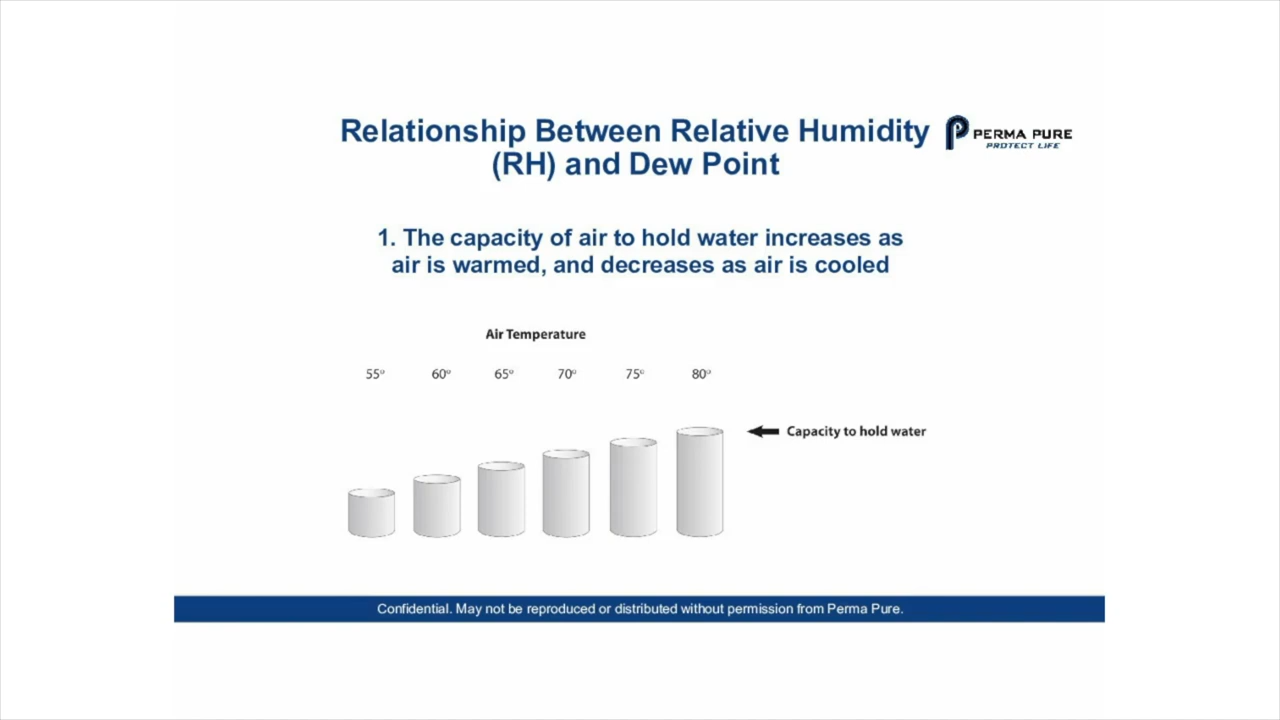 Relationship Between Relative Humidity
(RH) and Dew Point
PERMA PURE
PROTECT LIFE
1. The capacity of air to hold water increases as
air is warmed, and decreases as air is cooled
Air Temperature
55º 60º 65º 70º 75º 80º
Capacity to hold water
Confidential. May not be reproduced or distributed without permission from Perma Pure.